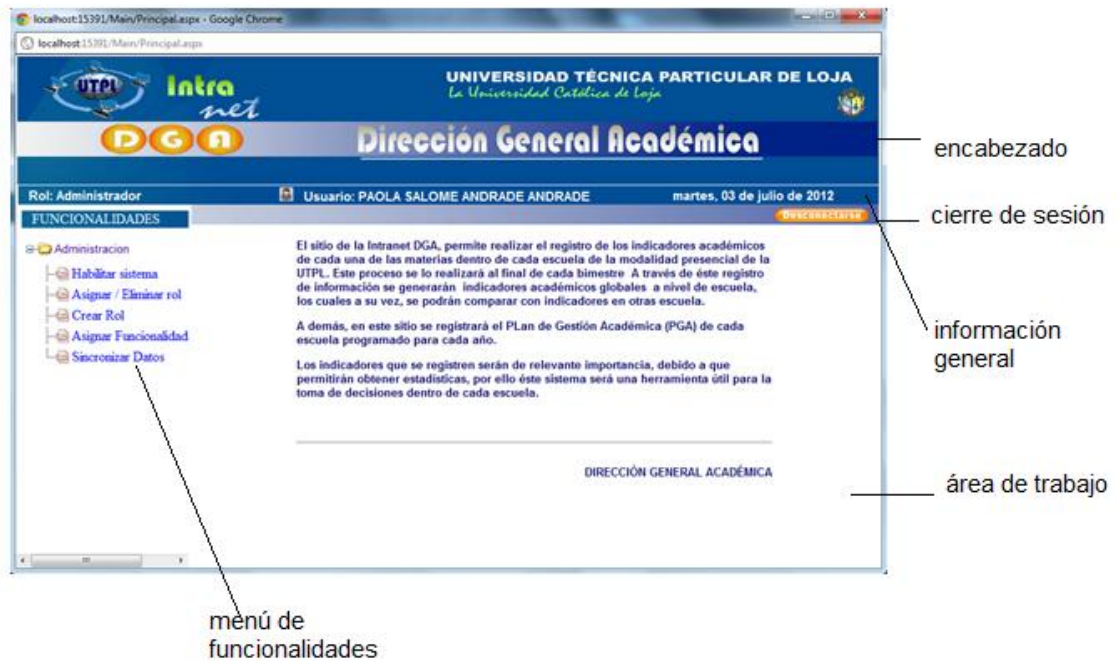 localhost:15391/Main/Principal.aspx - Google Chrome
localhost:15391/Main/Principal.aspx
UTPL Intra net
UNIVERSIDAD TÉCNICA PARTICULAR DE LOJA
La Universidad Católica de Loja
DGA
Dirección General Académica
encabezado
Rol: Administrador
Usuario: PAOLA SALOME ANDRADE ANDRADE
martes, 03 de julio de 2012
FUNCIONALIDADES
Desconectarse
cierre de sesión
Administracion
Habilitar sistema
Asignar / Eliminar rol
Crear Rol
Asignar Funcionalidad
Sincronizar Datos
El sitio de la Intranet DGA, permite realizar el registro de los indicadores académicos
de cada una de las materias dentro de cada escuela de la modalidad presencial de la
UTPL. Este proceso se lo realizará al final de cada bimestre A través de éste registro
de información se generarán indicadores académicos globales a nivel de escuela,
los cuales a su vez, se podrán comparar con indicadores en otras escuela.
A demás, en este sitio se registrará el PLan de Gestión Académica (PGA) de cada
escuela programado para cada año.
Los indicadores que se registren serán de relevante importancia, debido a que
permitirán obtener estadísticas, por ello éste sistema será una herramienta útil para la
toma de decisiones dentro de cada escuela.
DIRECCIÓN GENERAL ACADÉMICA
información
general
área de trabajo
menú de
funcionalidades